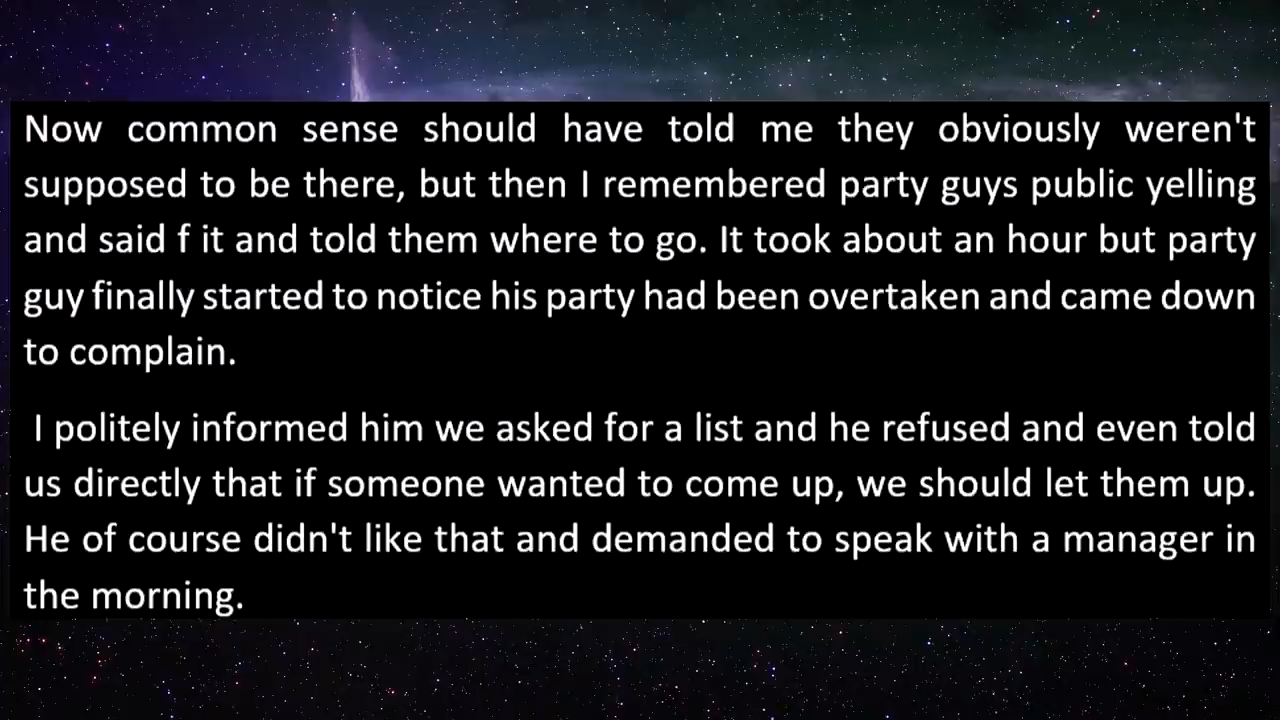 Now common sense should have told me they obviously weren't
supposed to be there, but then I remembered party guys public yelling
and said f it and told them where to go. It took about an hour but party
guy finally started to notice his party had been overtaken and came down
to complain.
I politely informed him we asked for a list and he refused and even told
us directly that if someone wanted to come up, we should let them up.
He of course didn't like that and demanded to speak with a manager in
the morning.